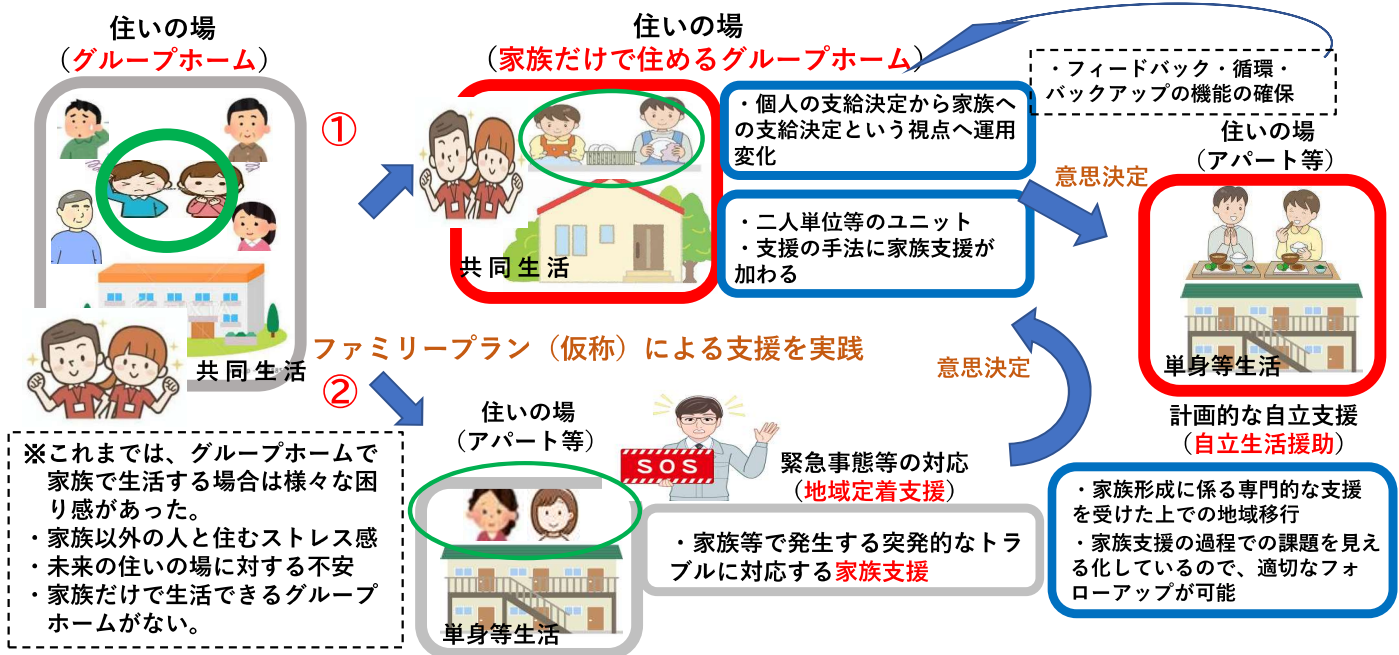 住いの場
（グループホーム）
共同生活
①
住いの場
（家族だけで住めるグループホーム）
共同生活
・個人の支給決定から家族へ
の支給決定という視点へ運用
変化
・二人単位等のユニット
・支援の手法に家族支援が
加わる
・フィードバック・循環・
バックアップの機能の確保
意思決定
住いの場
（アパート等）
単身等生活
計画的な自立支援
（自立生活援助）
・家族形成に係る専門的な支援
を受けた上での地域移行
・家族支援の過程での課題を見え
る化しているので、適切なフォ
ローアップが可能
ファミリープラン（仮称）による支援を実践
②
住いの場
（アパート等）
単身等生活
SOS
緊急事態等の対応
（地域定着支援）
・家族等で発生する突発的なトラ
ブルに対応する家族支援
意思決定
※これまでは、グループホームで
家族で生活する場合は様々な困
り感があった。
・家族以外の人と住むストレス感
・未来の住いの場に対する不安
・家族だけで生活できるグループ
ホームがない。